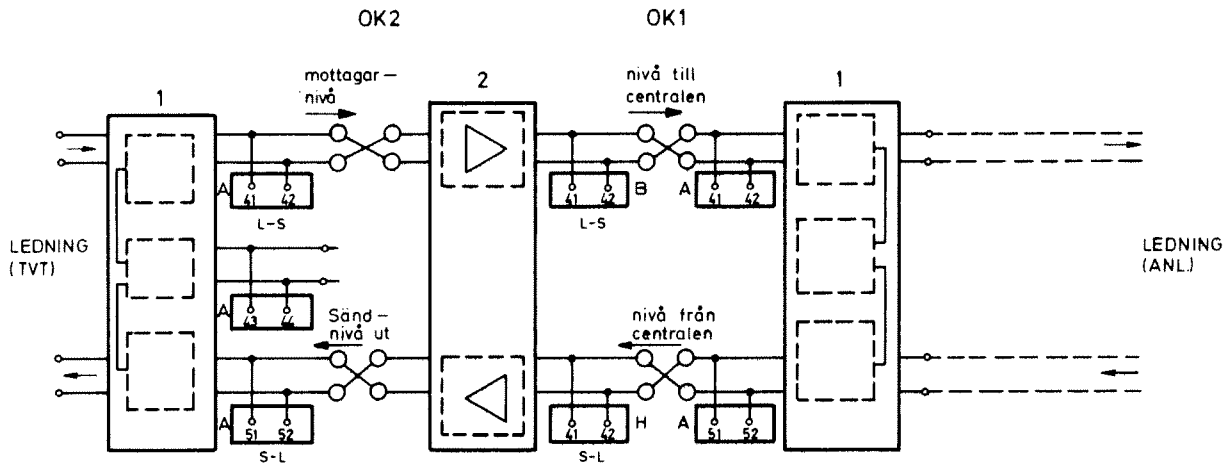 OK2 OK1
mottagar-
nivå
nivå till
centralen
1 2 1
A 41 42
L-S
41 42 B
L-S
A 41 42
LEDNING
(TVT)
LEDNING
(ANL.)
A 43 44
Sänd-
nivå ut
nivå från
centralen
A 51 52
S-L
41 42 H
S-L
A 51 52